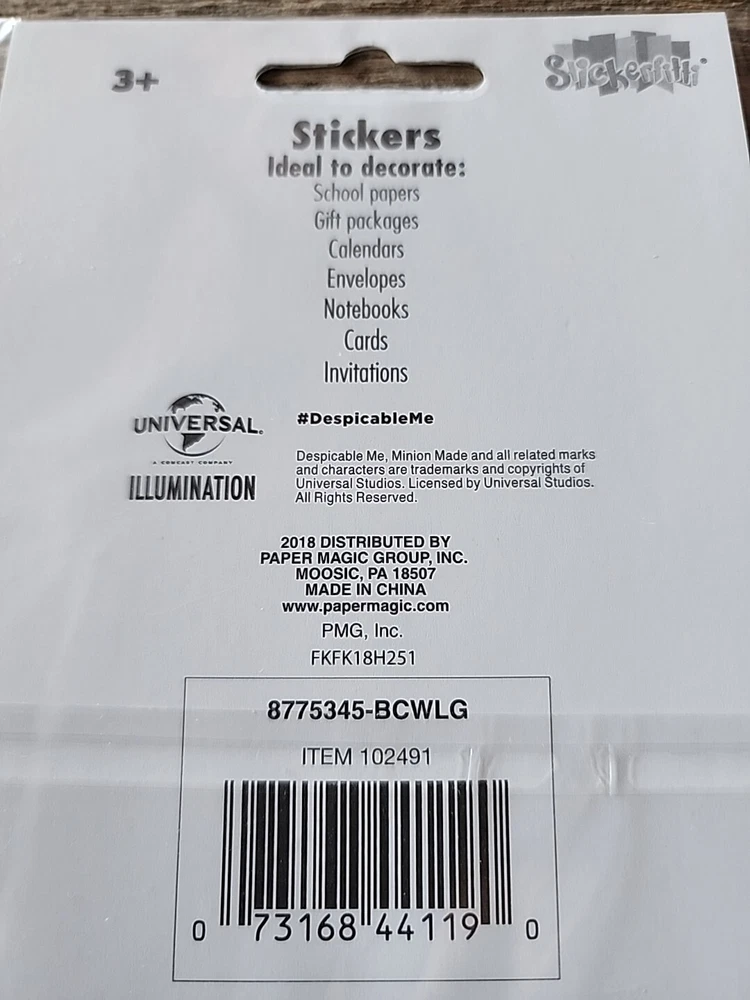 3+
Stickerfitti
Stickers
Ideal to decorate:
School papers
Gift packages
Calendars
Envelopes
Notebooks
Cards
Invitations
UNIVERSAL
A COMCAST COMPANY
ILLUMINATION
#DespicableMe
Despicable Me, Minion Made and all related marks
and characters are trademarks and copyrights of
Universal Studios. Licensed by Universal Studios.
All Rights Reserved.
2018 DISTRIBUTED BY
PAPER MAGIC GROUP, INC.
MOOSIC, PA 18507
MADE IN CHINA
www.papermagic.com
PMG, Inc.
FKFK18H251
8775345-BCWLG
ITEM 102491
0 73168 44119 0